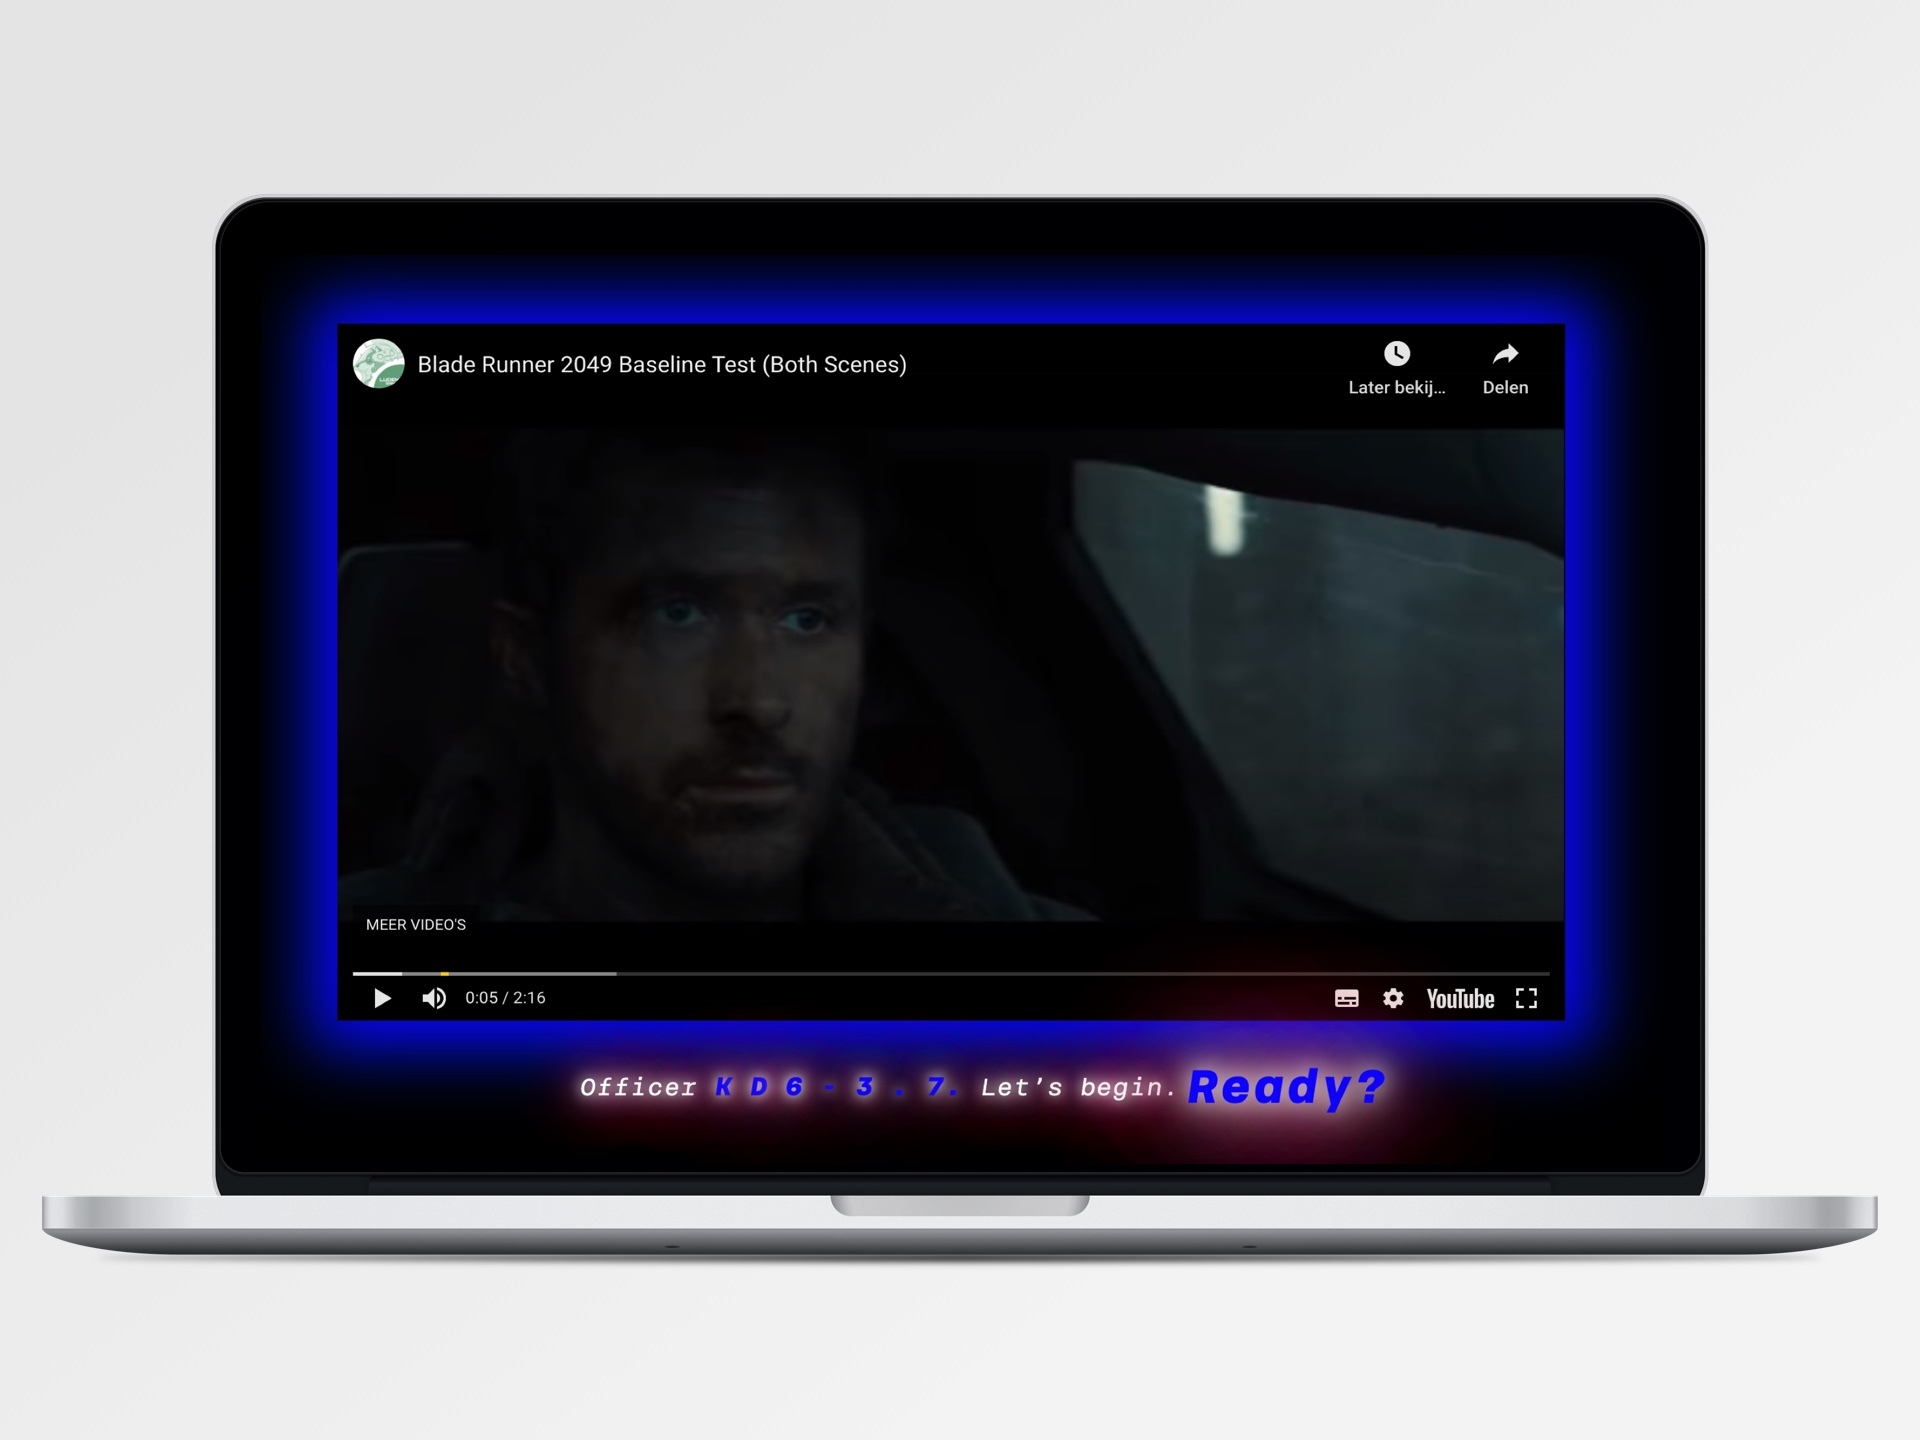 Blade Runner 2049 Baseline Test (Both Scenes)
Later bekij...
Delen
MEER VIDEO'S
0:05 / 2:16
YouTube
Officer K D 6 - 3 . 7. Let's begin. Ready?